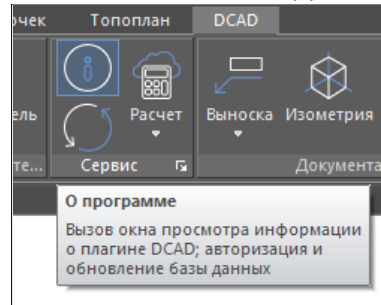 очек Топоплан DCAD
ель Расчет Выноска Изометрия
те... Сервис Документа
О программе
Вызов окна просмотра информации
о плагине DCAD; авторизация и
обновление базы данных